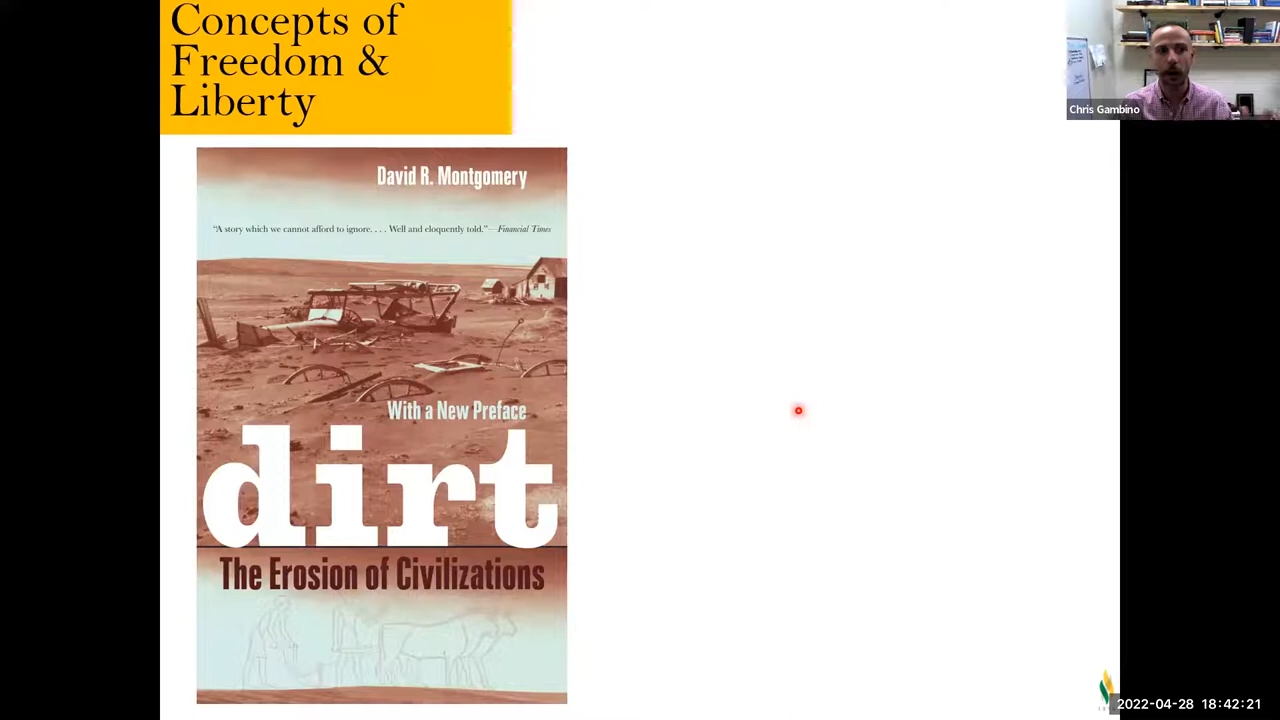 Concepts of
Freedom &
Liberty
Chris Gambino
David R. Montgomery
“A story which we cannot afford to ignore. . . . Well and eloquently told.”—Financial Times
With a New Preface
dirt
The Erosion of Civilizations
2022-04-28 18:42:21